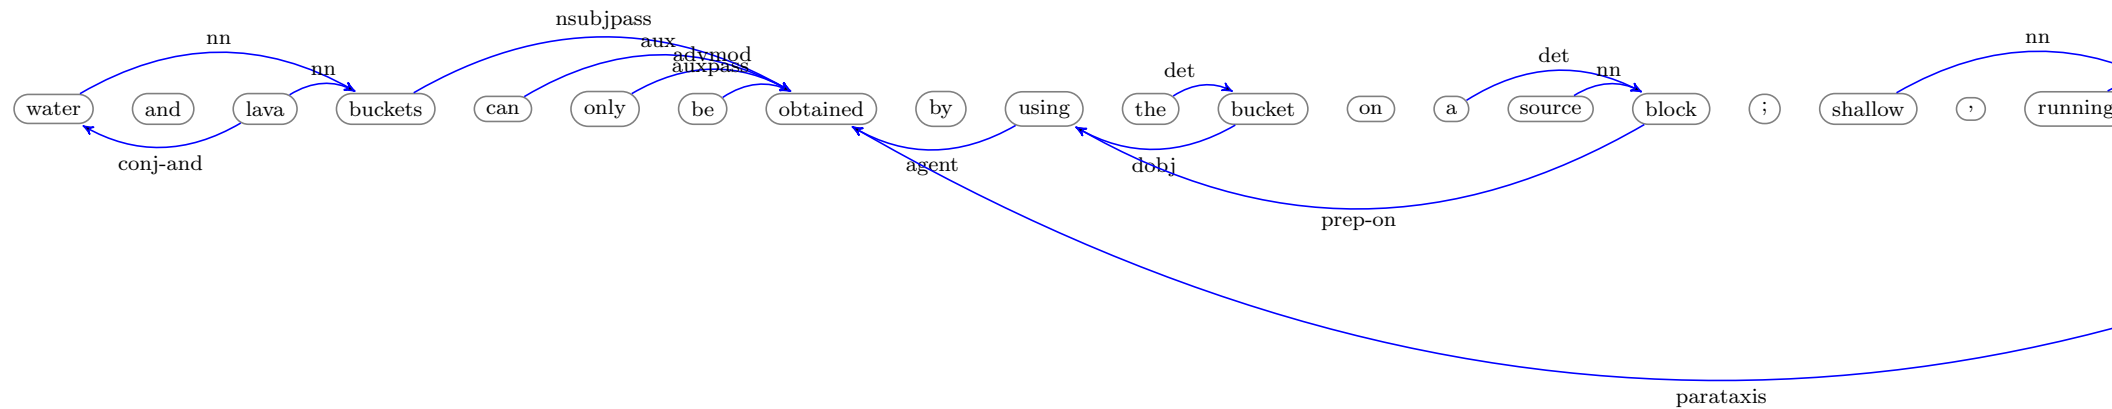 nsubjpass
nn aux nn
advmod
nn auxpass det det nn
water and lava buckets can only be obtained by using the bucket on a source block ; shallow , running
conj-and agent dobj
prep-on
parataxis